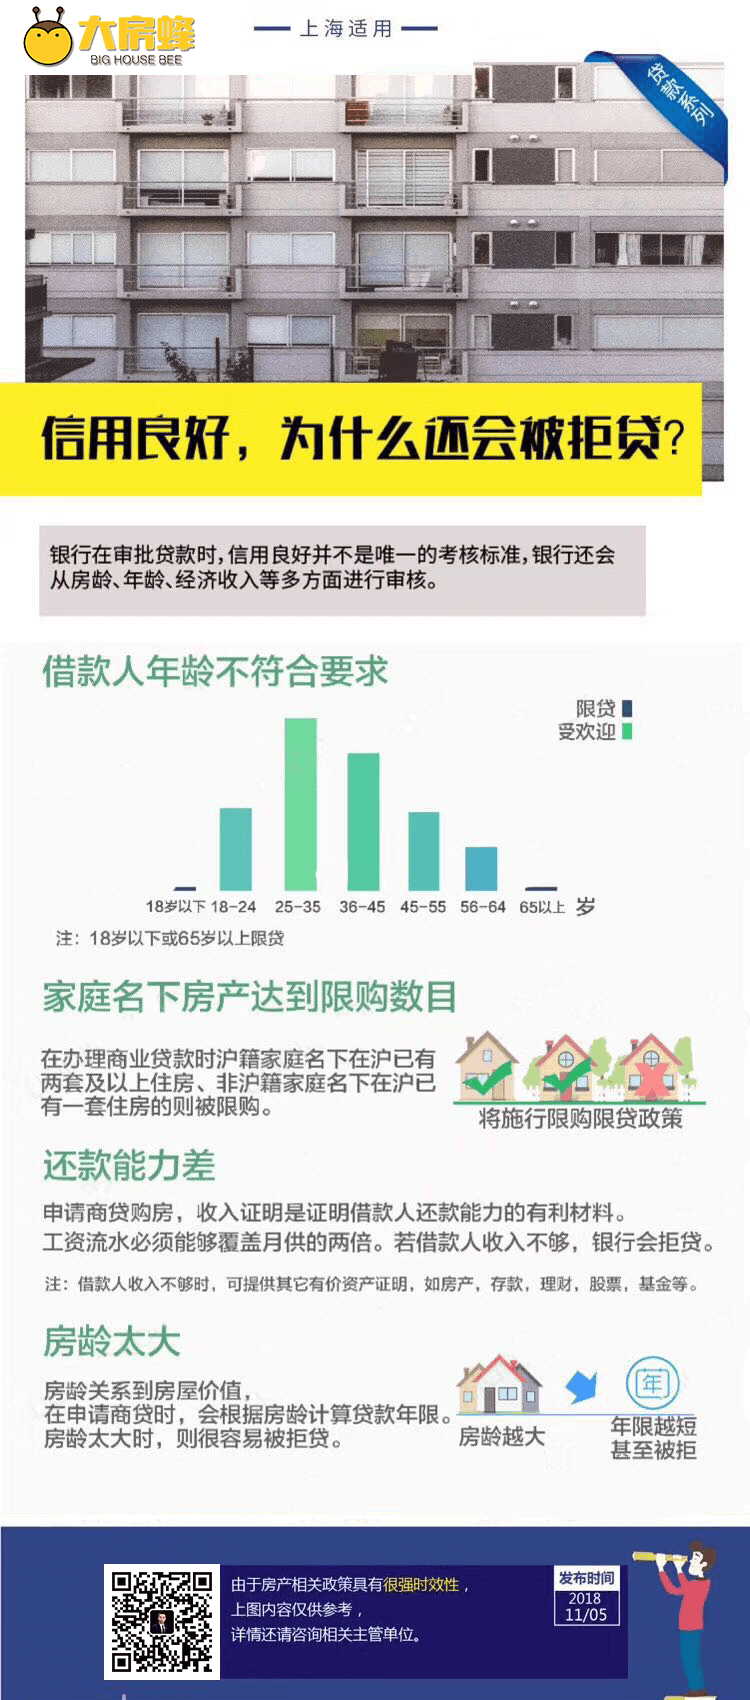 大房蜂
BIG HOUSE BEE
上海适用
贷款系列
信用良好，为什么还会被拒贷？
银行在审批贷款时，信用良好并不是唯一的考核标准，银行还会
从房龄、年龄、经济收入等多方面进行审核。
借款人年龄不符合要求
限贷
受欢迎
18岁以下 18-24 25-35 36-45 45-55 56-64 65以上 岁
注：18岁以下或65岁以上限贷
家庭名下房产达到限购数目
在办理商业贷款时沪籍家庭名下在沪已有
两套及以上住房、非沪籍家庭名下在沪已
有一套住房的则被限购。
将施行限购限贷政策
还款能力差
申请商贷购房，收入证明是证明借款人还款能力的有利材料。
工资流水必须能够覆盖月供的两倍。若借款人收入不够，银行会拒贷。
注：借款人收入不够时，可提供其它有价资产证明，如房产，存款，理财，股票，基金等。
房龄太大
房龄关系到房屋价值，
在申请商贷时，会根据房龄计算贷款年限。
房龄太大时，则很容易被拒贷。
房龄越大
年
年限越短
甚至被拒
由于房产相关政策具有很强时效性，
上图内容仅供参考，
详情还请咨询相关主管单位。
发布时间
2018
11/05